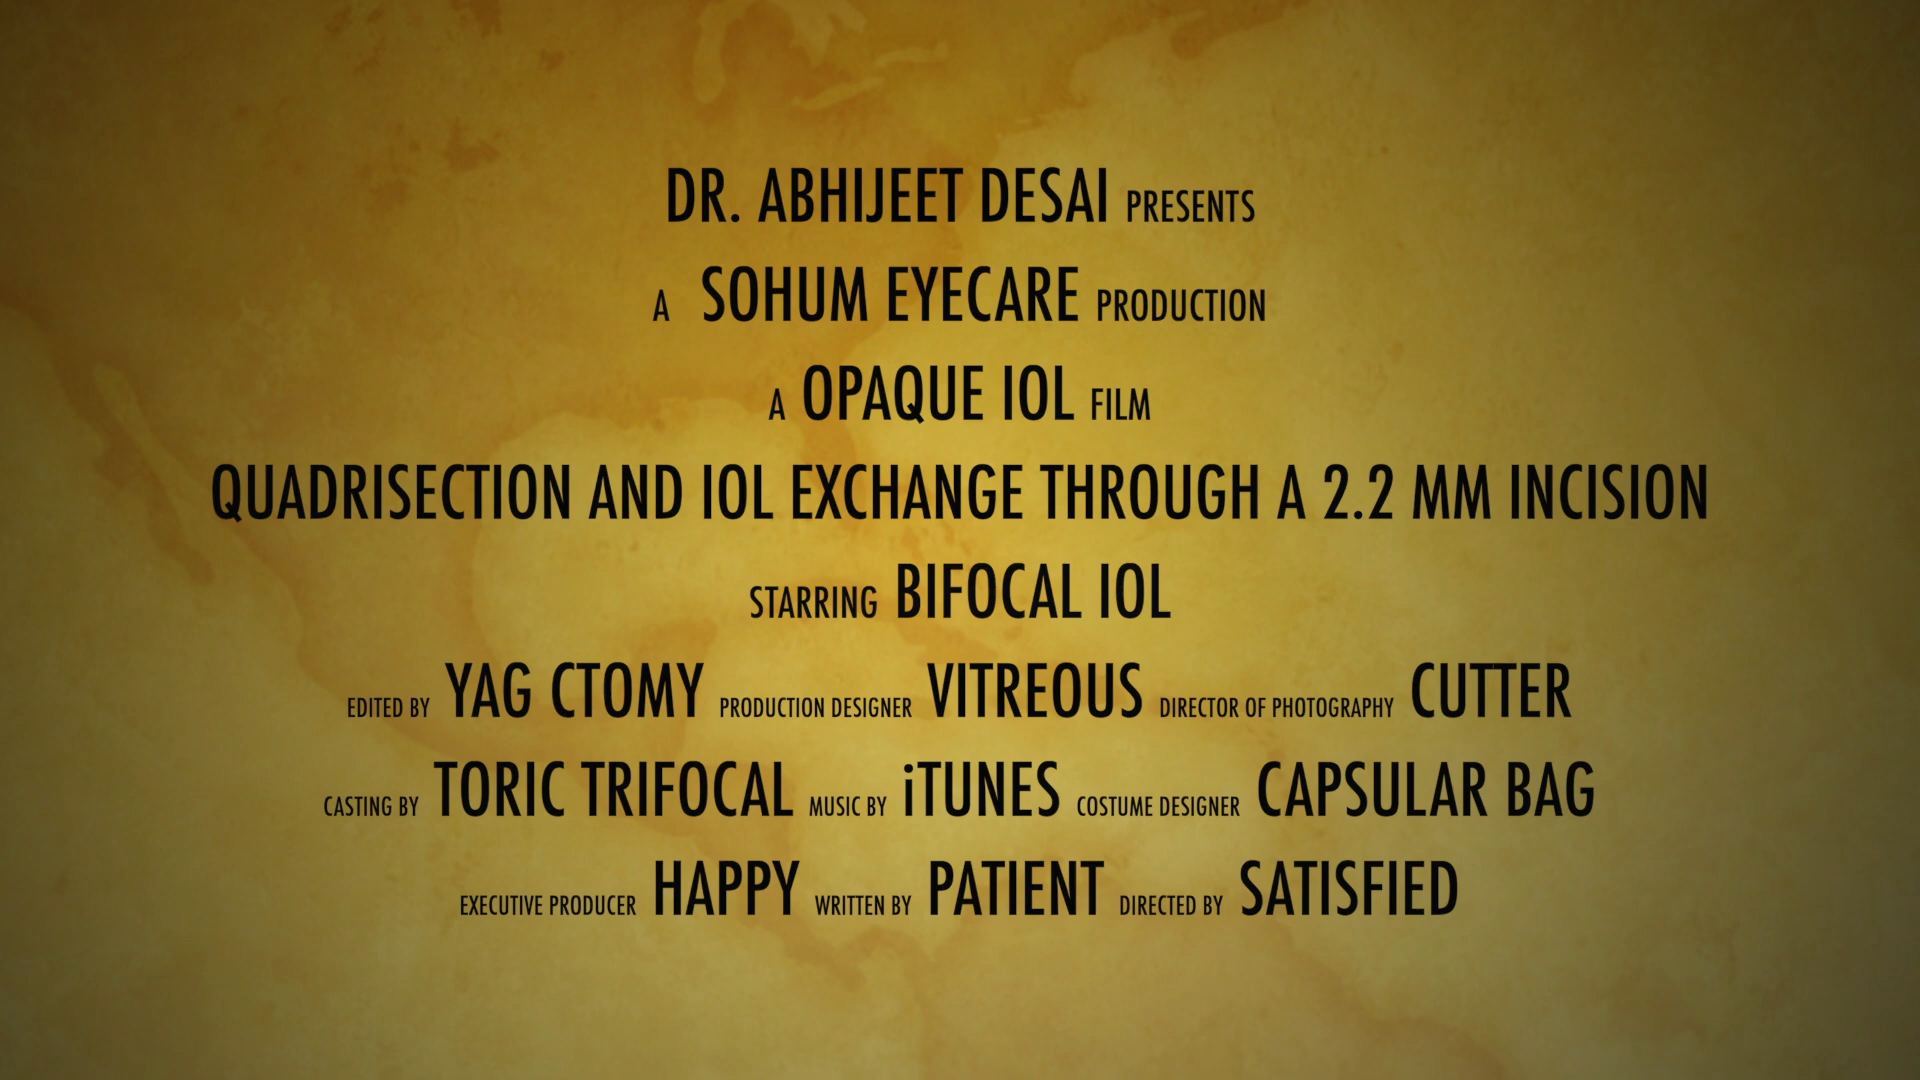 DR. ABHIJEET DESAI PRESENTS
A SOHUM EYECARE PRODUCTION
A OPAQUE IOL FILM
QUADRISECTION AND IOL EXCHANGE THROUGH A 2.2 MM INCISION
STARRING BIFOCAL IOL
EDITED BY YAG CTOMY PRODUCTION DESIGNER VITREOUS DIRECTOR OF PHOTOGRAPHY CUTTER
CASTING BY TORIC TRIFOCAL MUSIC BY iTUNES COSTUME DESIGNER CAPSULAR BAG
EXECUTIVE PRODUCER HAPPY WRITTEN BY PATIENT DIRECTED BY SATISFIED